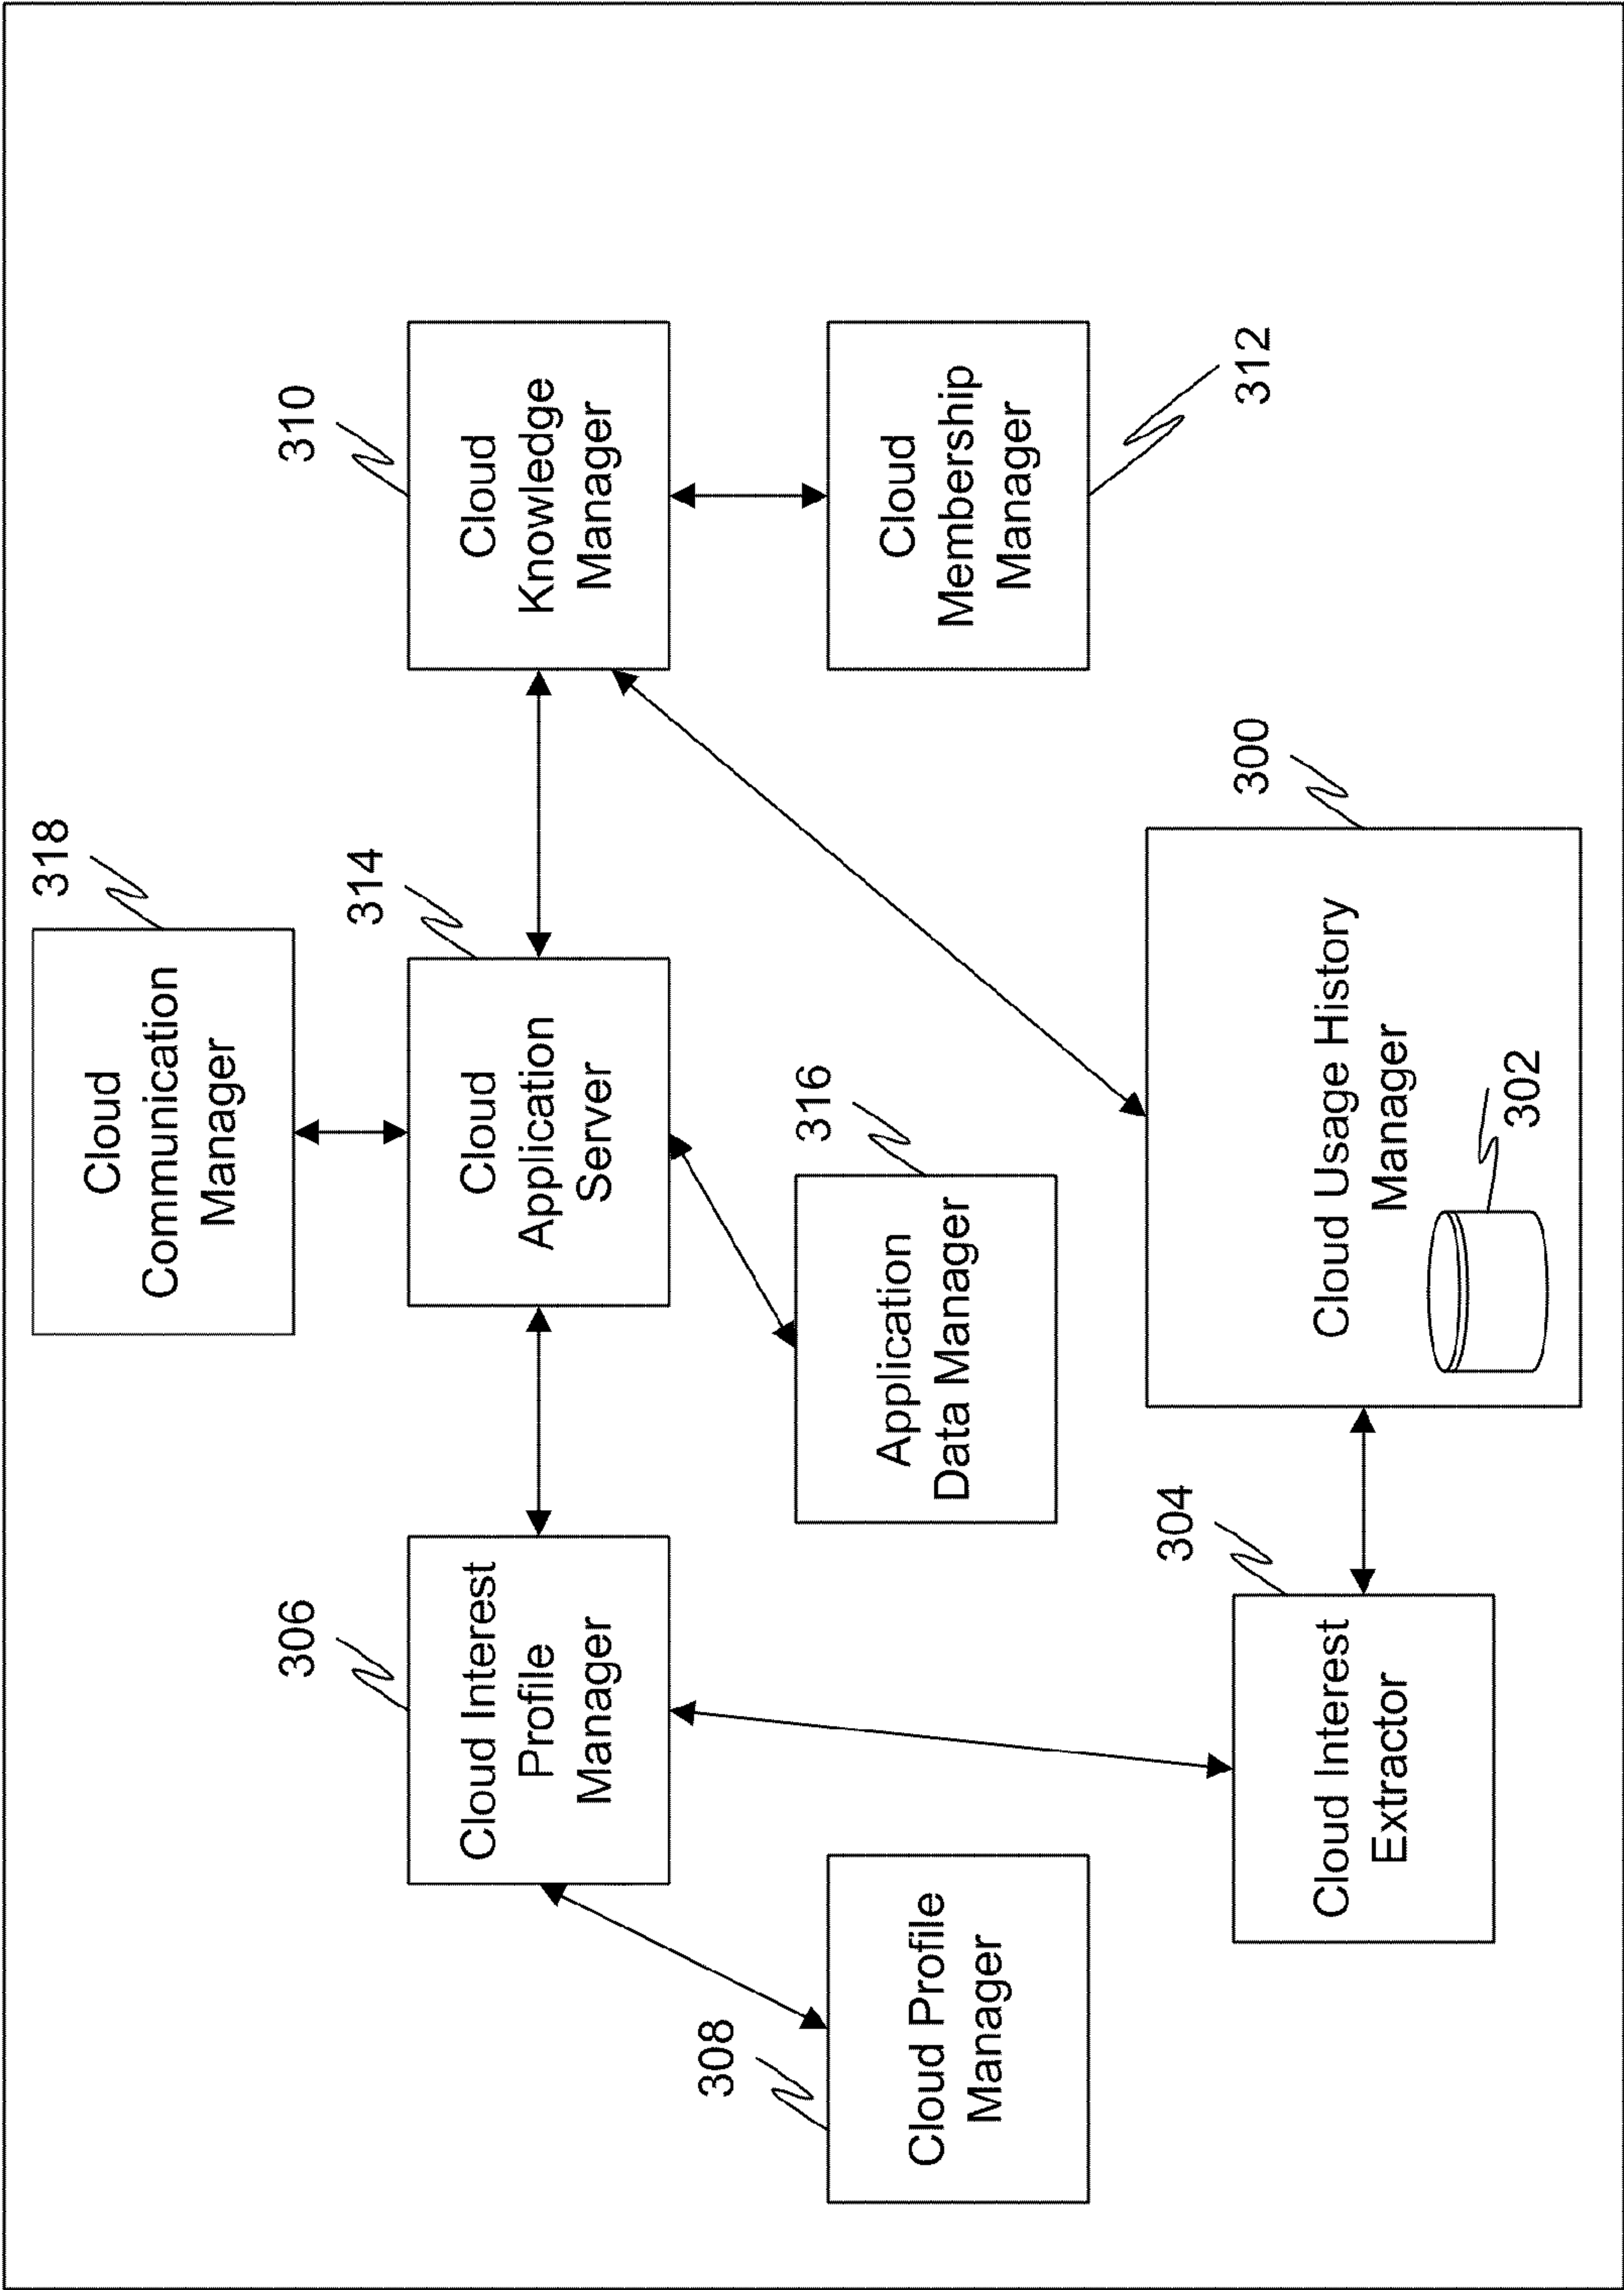 318
Cloud
Communication
Manager
306
314
310
Cloud Interest
Profile
Manager
Cloud
Application
Server
Cloud
Knowledge
Manager
308
316
Cloud Profile
Manager
Application
Data Manager
Cloud
Membership
Manager
312
304
300
Cloud Interest
Extractor
Cloud Usage History
Manager
302